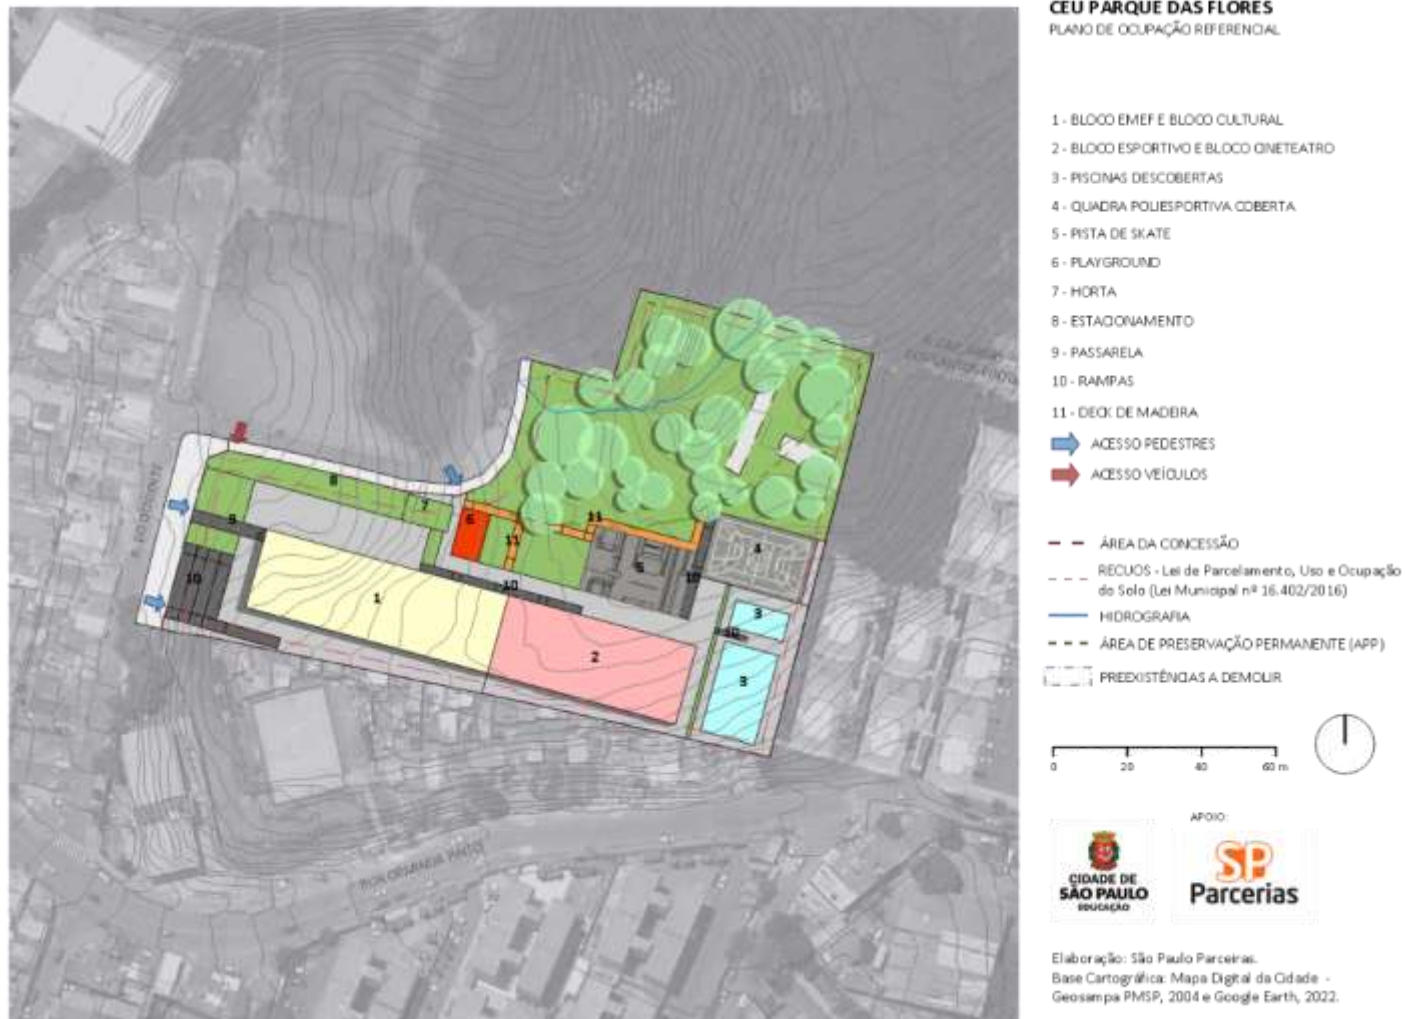 CEU PARQUE DAS FLORES
PLANO DE OCUPAÇÃO REFERENCIAL
1 - BLOCO EMEF E BLOCO CULTURAL
2 - BLOCO ESPORTIVO E BLOCO CINETEATRO
3 - PISCINAS DESCOBERTAS
4 - QUADRA POLIESPORTIVA COBERTA
5 - PISTA DE SKATE
6 - PLAYGROUND
7 - HORTA
8 - ESTACIONAMENTO
9 - PASSARELA
10 - RAMPAS
11 - DECK DE MADEIRA
ACESSO PEDESTRES
ACESSO VEÍCULOS
ÁREA DA CONCESSÃO
RECUOS - Lei de Parcelamento, Uso e Ocupação
do Solo (Lei Municipal nº 16.402/2016)
HIDROGRAFIA
ÁREA DE PRESERVAÇÃO PERMANENTE (APP)
PREEXISTÊNCIAS A DEMOLIR
0 20 40 60 m
APOIO:
CIDADE DE
SÃO PAULO
EDUCAÇÃO
SP
Parcerias
Elaboração: São Paulo Parceiras.
Base Cartográfica: Mapa Digital da Cidade -
Geosampa PMSP, 2004 e Google Earth, 2022.
8
7
6
11
11
9
5
4
10
10
10
10
1
2
3
3
RUA
PINTO